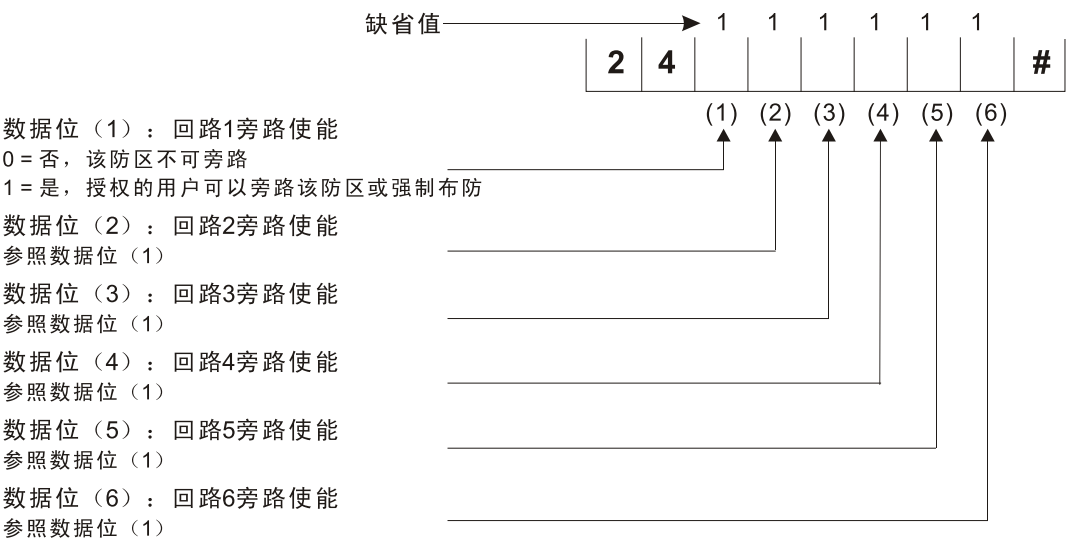 缺省值 1 1 1 1 1 1
2 4 #
(1) (2) (3) (4) (5) (6)
数据位（1）：回路1旁路使能
0 = 否，该防区不可旁路
1 = 是，授权的用户可以旁路该防区或强制布防
数据位（2）：回路2旁路使能
参照数据位（1）
数据位（3）：回路3旁路使能
参照数据位（1）
数据位（4）：回路4旁路使能
参照数据位（1）
数据位（5）：回路5旁路使能
参照数据位（1）
数据位（6）：回路6旁路使能
参照数据位（1）